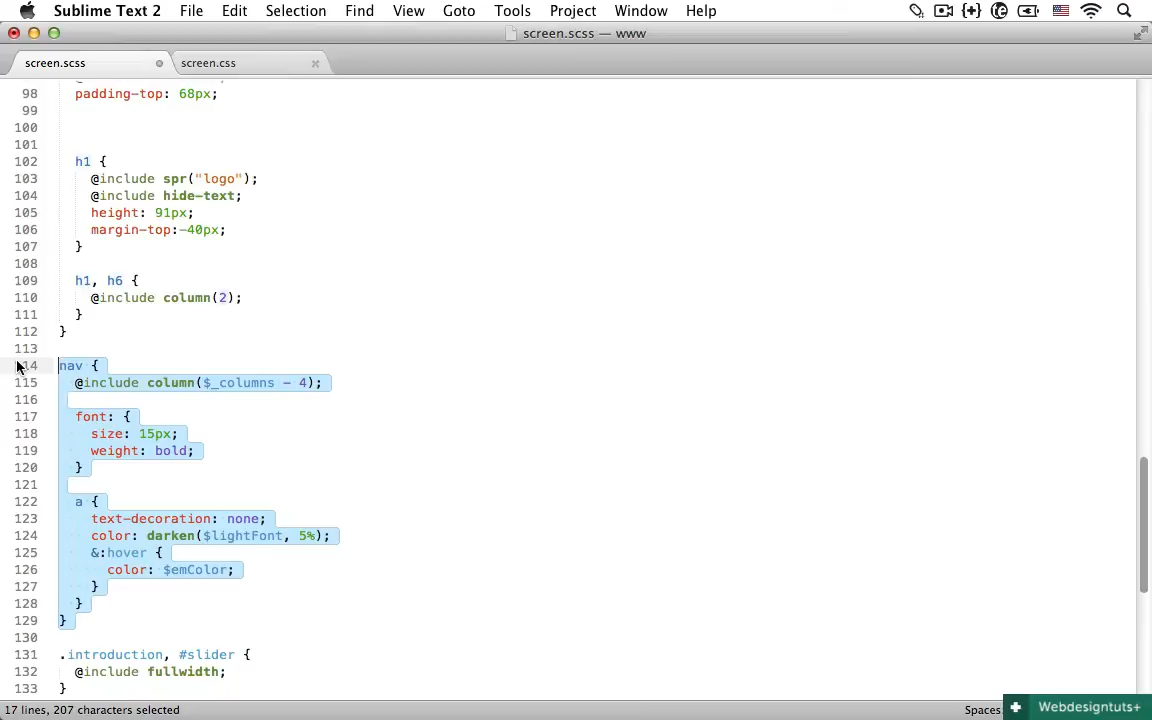 Sublime Text 2 File Edit Selection Find View Goto Tools Project Window Help
screen.scss — www
screen.scss screen.css
98 padding-top: 68px;
99
100
101
102 h1 {
103 @include spr("logo");
104 @include hide-text;
105 height: 91px;
106 margin-top:-40px;
107 }
108
109 h1, h6 {
110 @include column(2);
111 }
112 }
113
114 nav {
115 @include column($_columns - 4);
116
117 font: {
118 size: 15px;
119 weight: bold;
120 }
121
122 a {
123 text-decoration: none;
124 color: darken($lightFont, 5%);
125 &:hover {
126 color: $emColor;
127 }
128 }
129 }
130
131 .introduction, #slider {
132 @include fullwidth;
133 }
17 lines, 207 characters selected
Spaces:
Webdesigntuts+